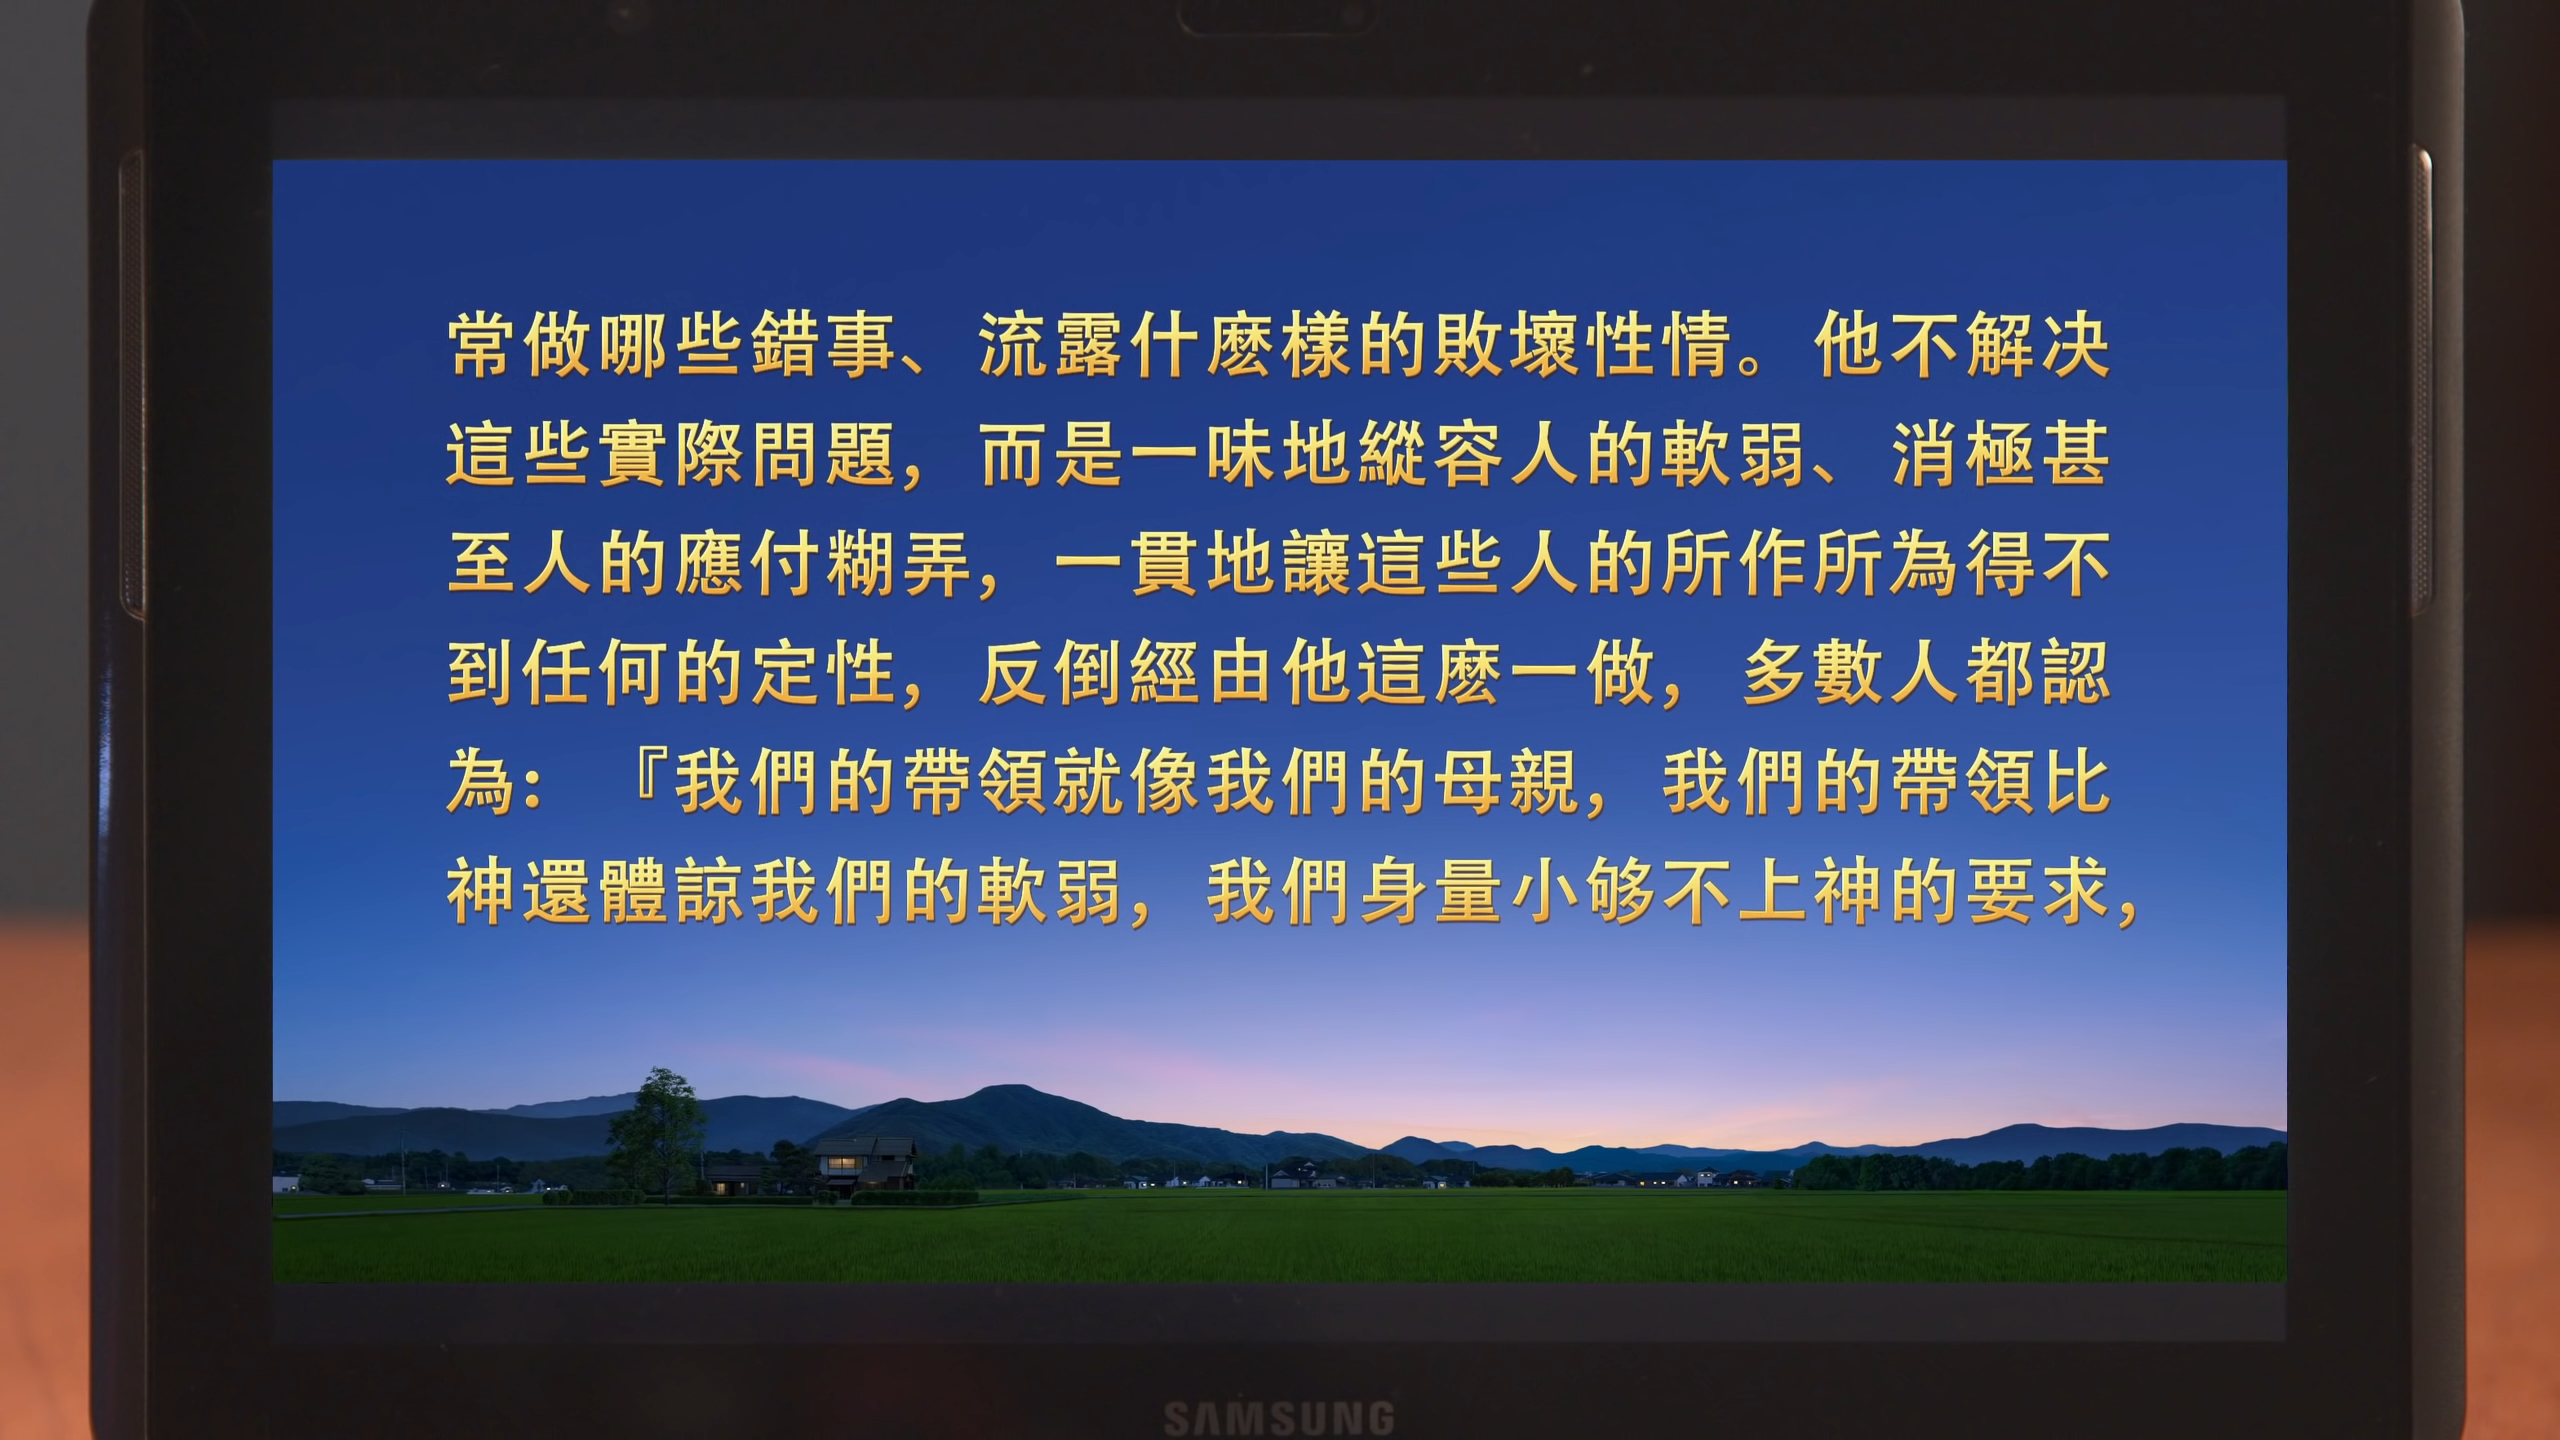 常做哪些錯事、流露什麽樣的敗壞性情。他不解决
這些實際問題，而是一味地縱容人的軟弱、消極甚
至人的應付糊弄，一貫地讓這些人的所作所為得不
到任何的定性，反倒經由他這麽一做，多數人都認
為：『我們的帶領就像我們的母親，我們的帶領比
神還體諒我們的軟弱，我們身量小够不上神的要求，
SAMSUNG